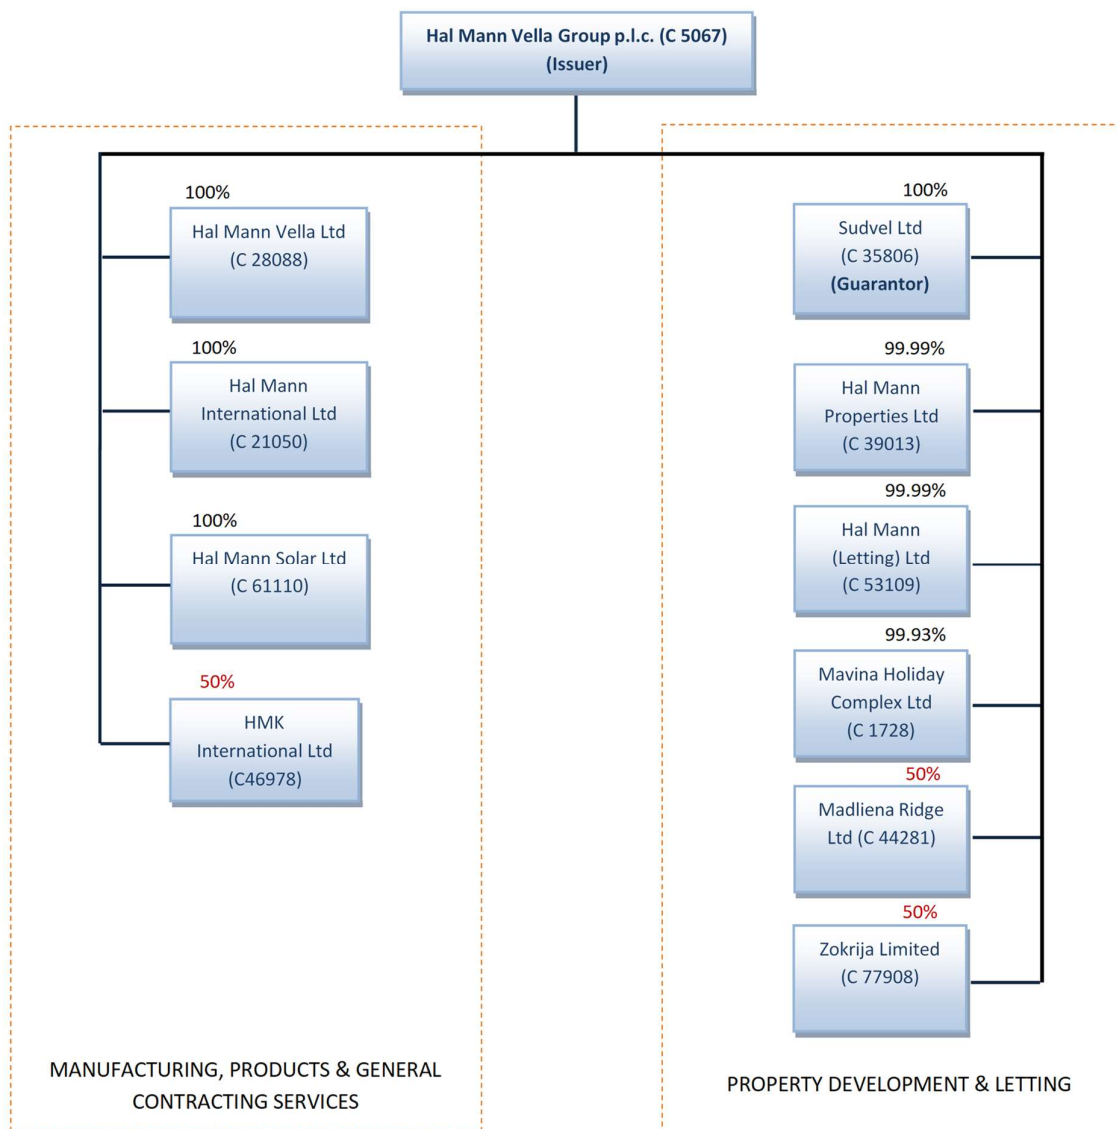 Hal Mann Vella Group p.l.c. (C 5067)
(Issuer)
100%
Hal Mann Vella Ltd
(C 28088)
100%
Hal Mann
International Ltd
(C 21050)
100%
Hal Mann Solar Ltd
(C 61110)
50%
HMK
International Ltd
(C46978)
MANUFACTURING, PRODUCTS & GENERAL
CONTRACTING SERVICES
100%
Sudvel Ltd
(C 35806)
(Guarantor)
99.99%
Hal Mann
Properties Ltd
(C 39013)
99.99%
Hal Mann
(Letting) Ltd
(C 53109)
99.93%
Mavina Holiday
Complex Ltd
(C 1728)
50%
Madliena Ridge
Ltd (C 44281)
50%
Zokrija Limited
(C 77908)
PROPERTY DEVELOPMENT & LETTING